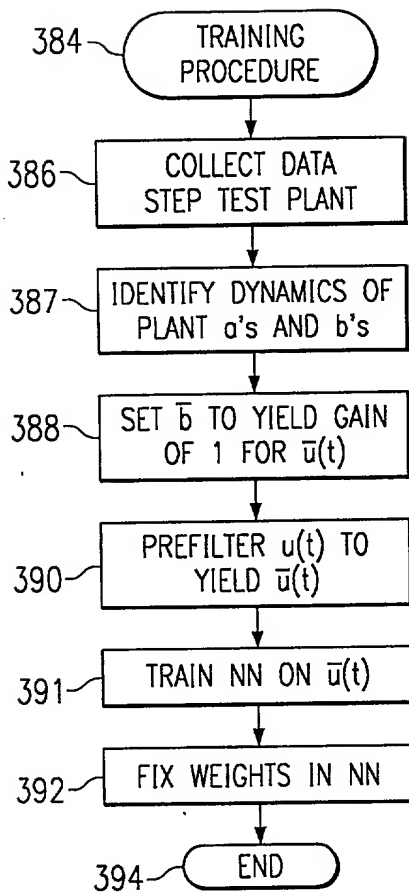 384
TRAINING
PROCEDURE
386
COLLECT DATA
STEP TEST PLANT
387
IDENTIFY DYNAMICS OF
PLANT a's AND b's
388
SET b̅ TO YIELD GAIN
OF 1 FOR u̅(t)
390
PREFILTER u(t) TO
YIELD u̅(t)
391
TRAIN NN ON u̅(t)
392
FIX WEIGHTS IN NN
394
END